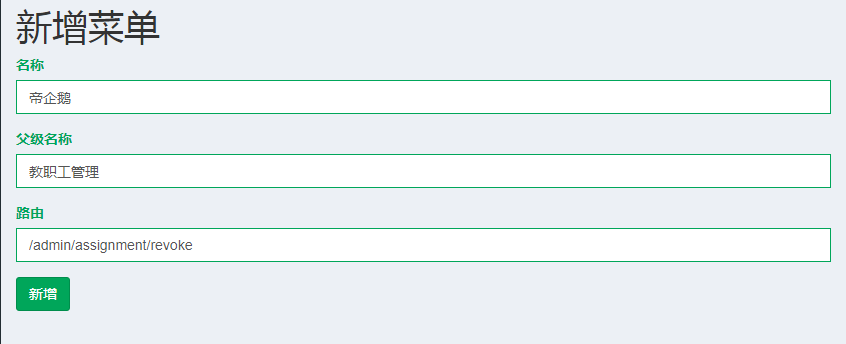 新增菜单
名称
帝企鹅
父级名称
教职工管理
路由
/admin/assignment/revoke
新增